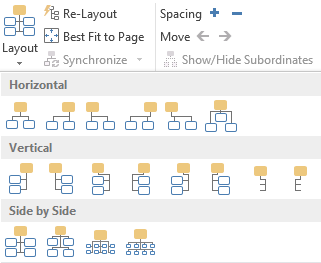 Re-Layout
Spacing
Best Fit to Page
Move
Layout
Synchronize
Show/Hide Subordinates
Horizontal
Vertical
Side by Side